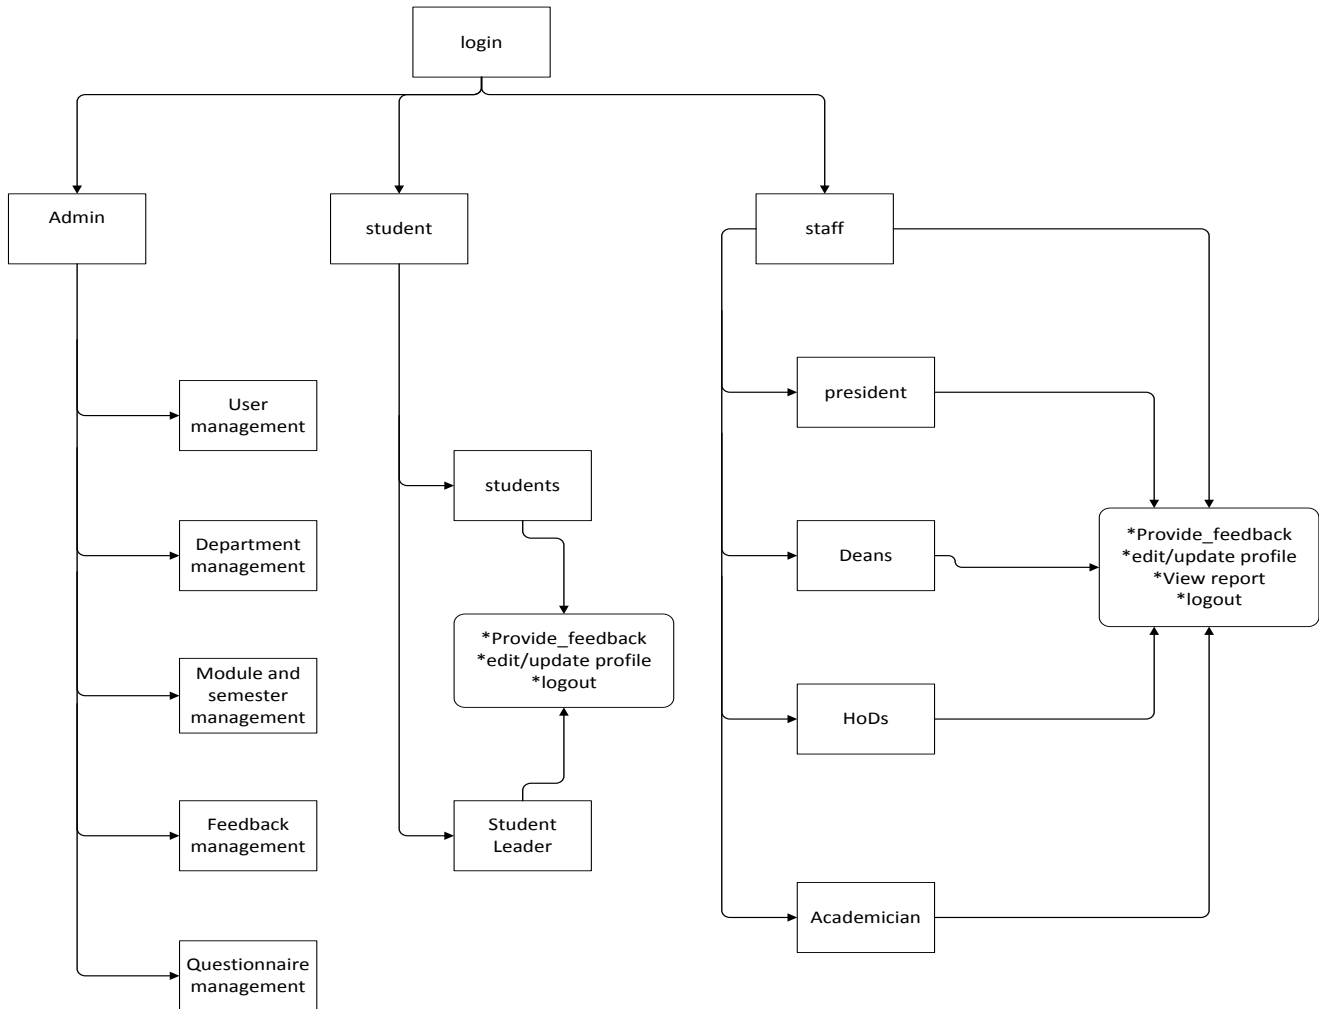 login
Admin
student
staff
User
management
Department
management
Module and
semester
management
Feedback
management
Questionnaire
management
students
*Provide_feedback
*edit/update profile
*logout
Student
Leader
president
Deans
HoDs
Academician
*Provide_feedback
*edit/update profile
*View report
*logout